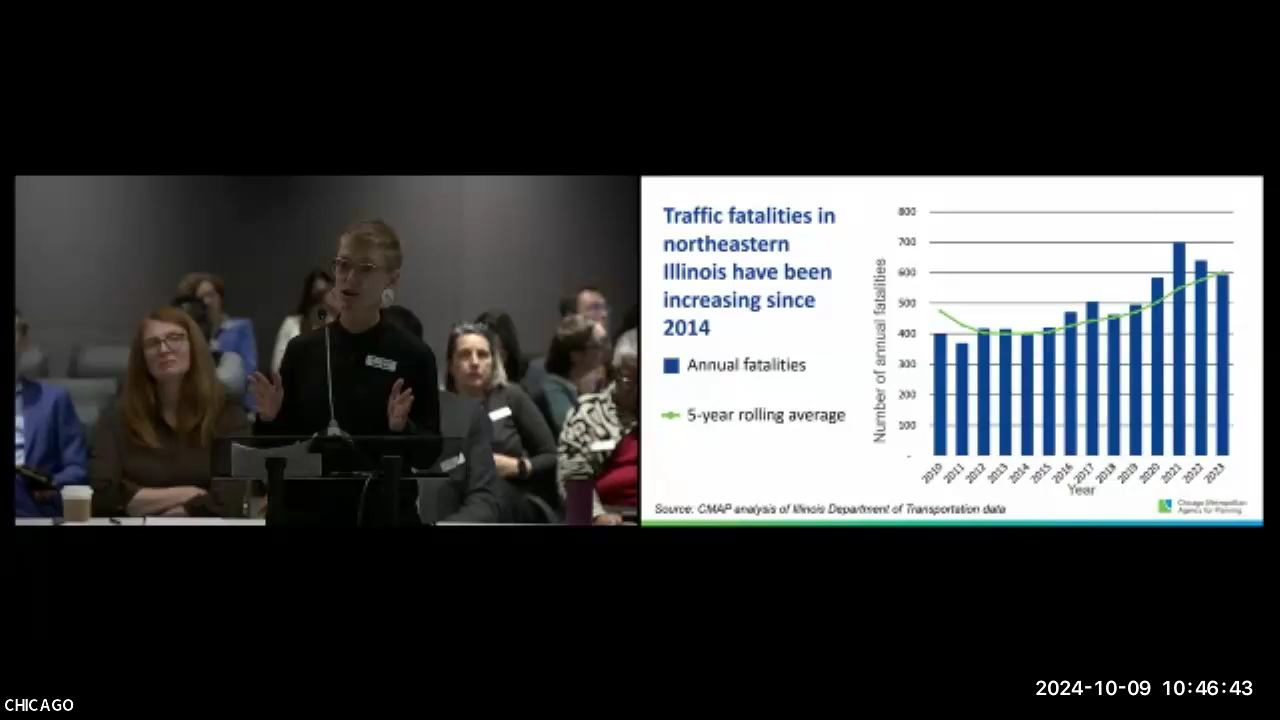 Traffic fatalities in
northeastern
Illinois have been
increasing since
2014
Annual fatalities
5-year rolling average
Number of annual fatalities
800
700
600
500
400
300
200
100
-
2010 2011 2012 2013 2014 2015 2016 2017 2018 2019 2020 2021 2022 2023
Year
Source: CMAP analysis of Illinois Department of Transportation data
Chicago Metropolitan
Agency for Planning
2024-10-09 10:46:43
CHICAGO